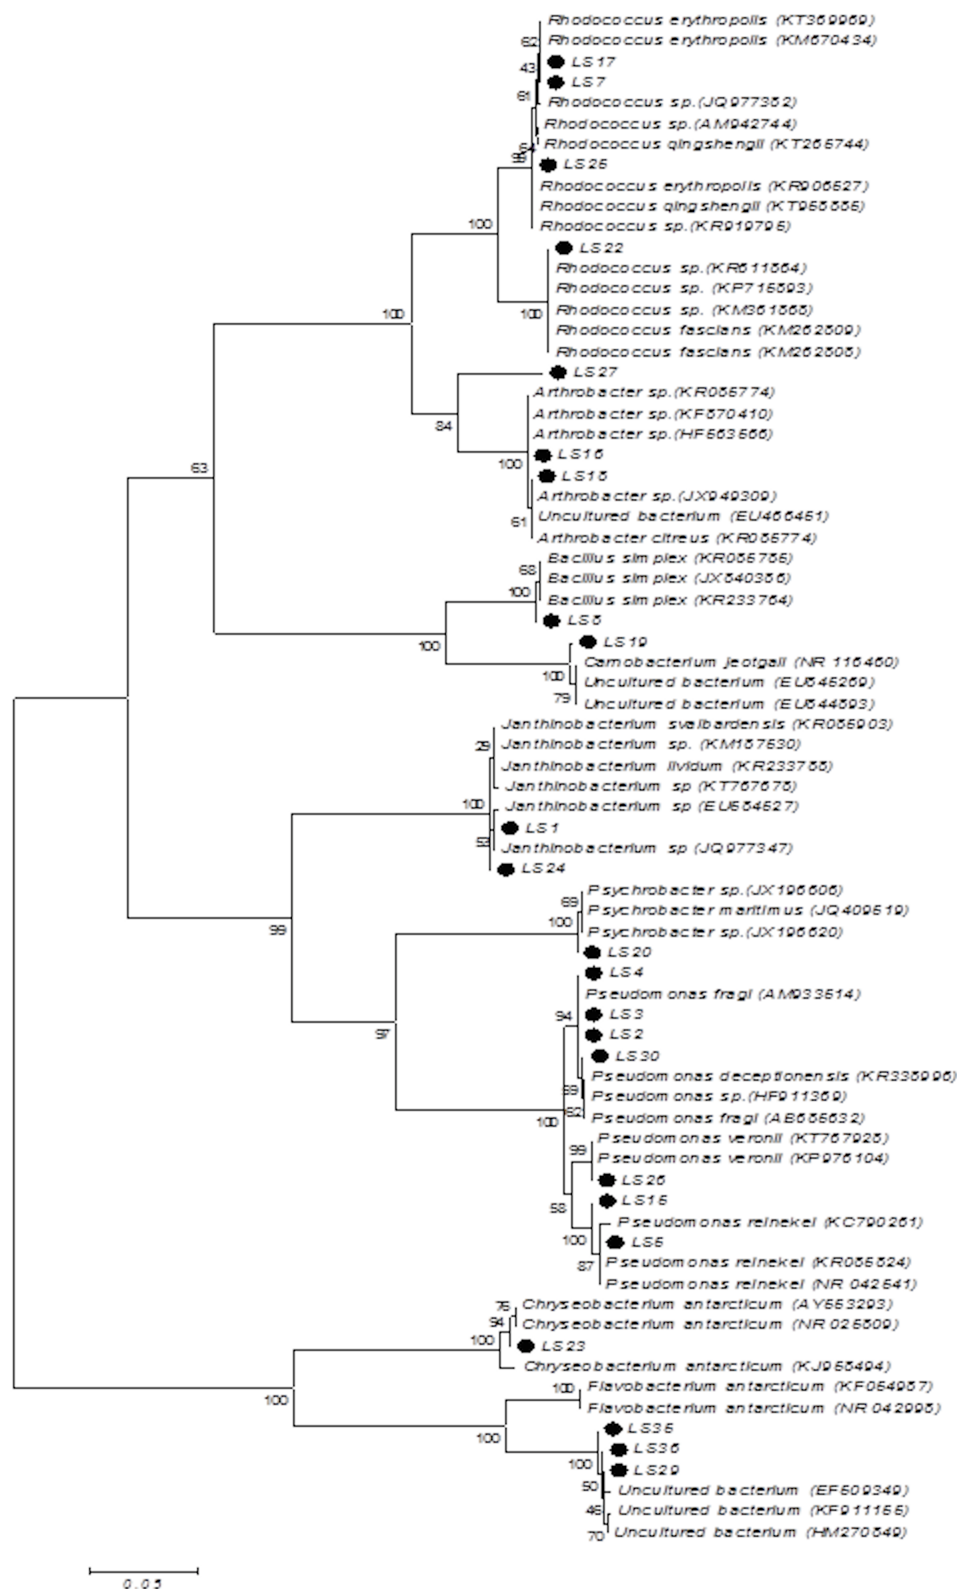 Rhodococcus erythropolis (KT369969)
62
Rhodococcus erythropolis (KM670434)
LS17
43
LS7
61
Rhodococcus sp.(JQ977352)
Rhodococcus sp.(AM942744)
Rhodococcus qingshengii (KT265744)
LS25
Rhodococcus erythropolis (KR906527)
Rhodococcus qingshengii (KT955555)
Rhodococcus sp.(KR919795)
100
LS22
Rhodococcus sp.(KR611554)
Rhodococcus sp. (KP715593)
Rhodococcus sp. (KM361565)
100
100
Rhodococcus fascians (KM262509)
Rhodococcus fascians (KM262505)
LS27
Arthrobacter sp.(KR055774)
Arthrobacter sp.(KF570410)
84
Arthrobacter sp.(HF563566)
LS16
100
63
LS18
Arthrobacter sp.(JX949309)
Uncultured bacterium (EU466451)
61
Arthrobacter citreus (KR055774)
Bacillus simplex (KR055755)
68
Bacillus simplex (JX540356)
100
Bacillus simplex (KR233764)
LS5
LS19
100
Carnobacterium jeotgali (NR 116460)
100
Uncultured bacterium (EU545269)
79
Uncultured bacterium (EU544593)
Janthinobacterium svalbardensis (KR055903)
29
Janthinobacterium sp. (KM157530)
Janthinobacterium lividum (KR233755)
Janthinobacterium sp (KT767675)
100
Janthinobacterium sp (EU554527)
LS1
53
Janthinobacterium sp (JQ977347)
LS24
Psychrobacter sp.(JX196606)
69
Psychrobacter maritimus (JQ409519)
100
99
Psychrobacter sp.(JX196620)
LS20
LS4
Pseudomonas fragi (AM933514)
94
LS3
97
LS2
LS30
Pseudomonas deceptionensis (KR338996)
Pseudomonas sp.(HF911369)
100
Pseudomonas fragi (AB685632)
Pseudomonas veronii (KT767925)
99
Pseudomonas veronii (KP976104)
LS26
58
LS15
Pseudomonas reinekei (KC790261)
100
LS6
87
Pseudomonas reinekei (KR055524)
Pseudomonas reinekei (NR 042541)
Chryseobacterium antarcticum (AY553293)
94
Chryseobacterium antarcticum (NR 025809)
100
LS23
Chryseobacterium antarcticum (KJ958494)
100
Flavobacterium antarcticum (KF054957)
100
Flavobacterium antarcticum (NR 042998)
LS35
100
LS36
100
LS29
50
Uncultured bacterium (EF509349)
46
Uncultured bacterium (KF911155)
70
Uncultured bacterium (HM270549)
0.05